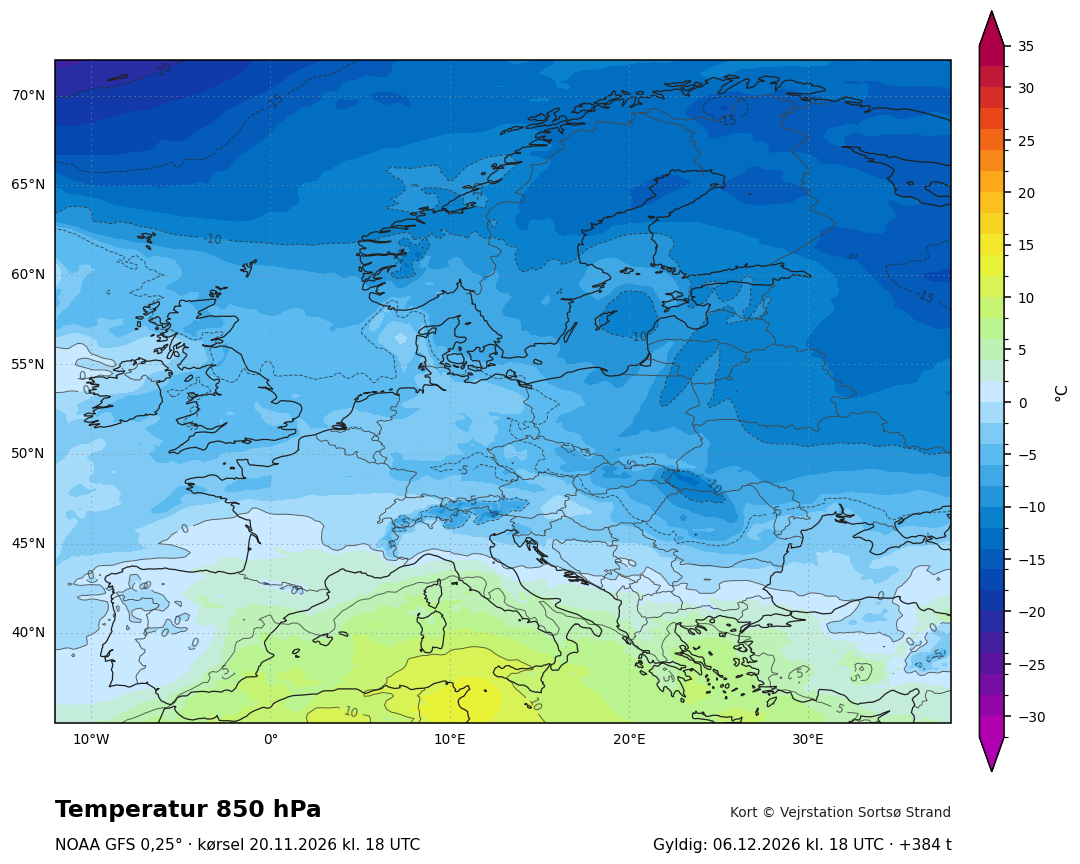 70°N
65°N
60°N
55°N
50°N
45°N
40°N
10°W
0°
10°E
20°E
30°E
35
30
25
20
15
10
5
0
−5
−10
−15
−20
−25
−30
°C
Temperatur 850 hPa
Kort © Vejrstation Sortsø Strand
NOAA GFS 0,25° · kørsel 20.11.2026 kl. 18 UTC
Gyldig: 06.12.2026 kl. 18 UTC · +384 t